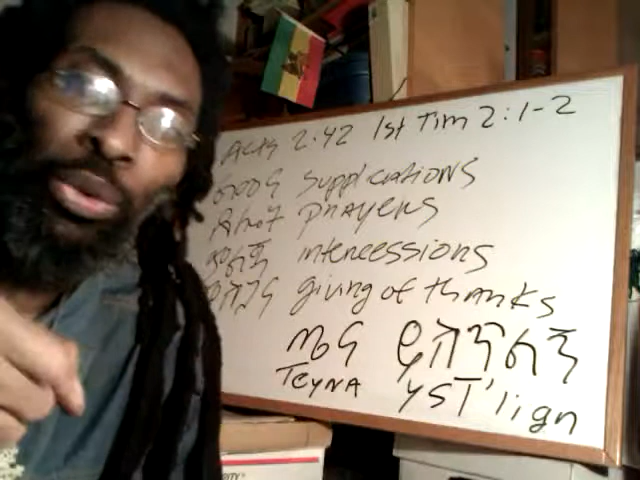 Acts 2:42 1st Tim 2:1-2
supplications
prayers
intercessions
giving of thanks
ጤና ይስጥልኝ
TEYNA YST'lign